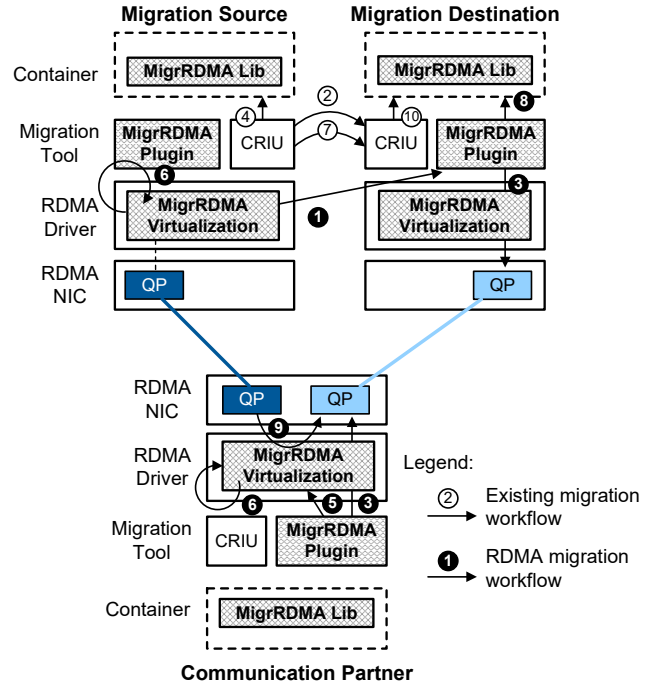 Migration Source
Migration Destination
Container
MigrRDMA Lib
MigrRDMA Lib
2
8
Migration
Tool
MigrRDMA
Plugin
4
CRIU
7
10
CRIU
MigrRDMA
Plugin
6
3
RDMA
Driver
MigrRDMA
Virtualization
1
MigrRDMA
Virtualization
RDMA
NIC
QP
QP
RDMA
NIC
QP
QP
9
RDMA
Driver
MigrRDMA
Virtualization
6
5
3
Migration
Tool
CRIU
MigrRDMA
Plugin
Container
MigrRDMA Lib
Communication Partner
Legend:
2
Existing migration
workflow
1
RDMA migration
workflow